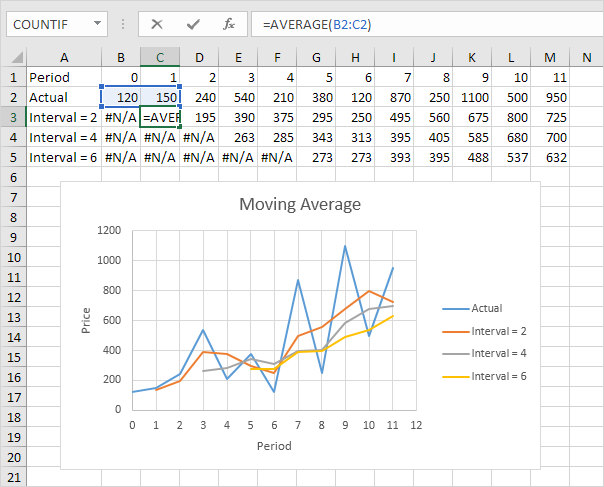 COUNTIF fx =AVERAGE(B2:C2)
A B C D E F G H I J K L M N
1 Period 0 1 2 3 4 5 6 7 8 9 10 11
2 Actual 120 150 240 540 210 380 120 870 250 1100 500 950
3 Interval = 2 #N/A =AVER 195 390 375 295 250 495 560 675 800 725
4 Interval = 4 #N/A #N/A #N/A 263 285 343 313 395 405 585 680 700
5 Interval = 6 #N/A #N/A #N/A #N/A #N/A 273 273 393 395 488 537 632
6
7
8
9
10
11
12
13
14
15
16
17
18
19
20
21
Moving Average
1200
1000
800
600
400
200
0
Price
0 1 2 3 4 5 6 7 8 9 10 11 12
Period
Actual
Interval = 2
Interval = 4
Interval = 6